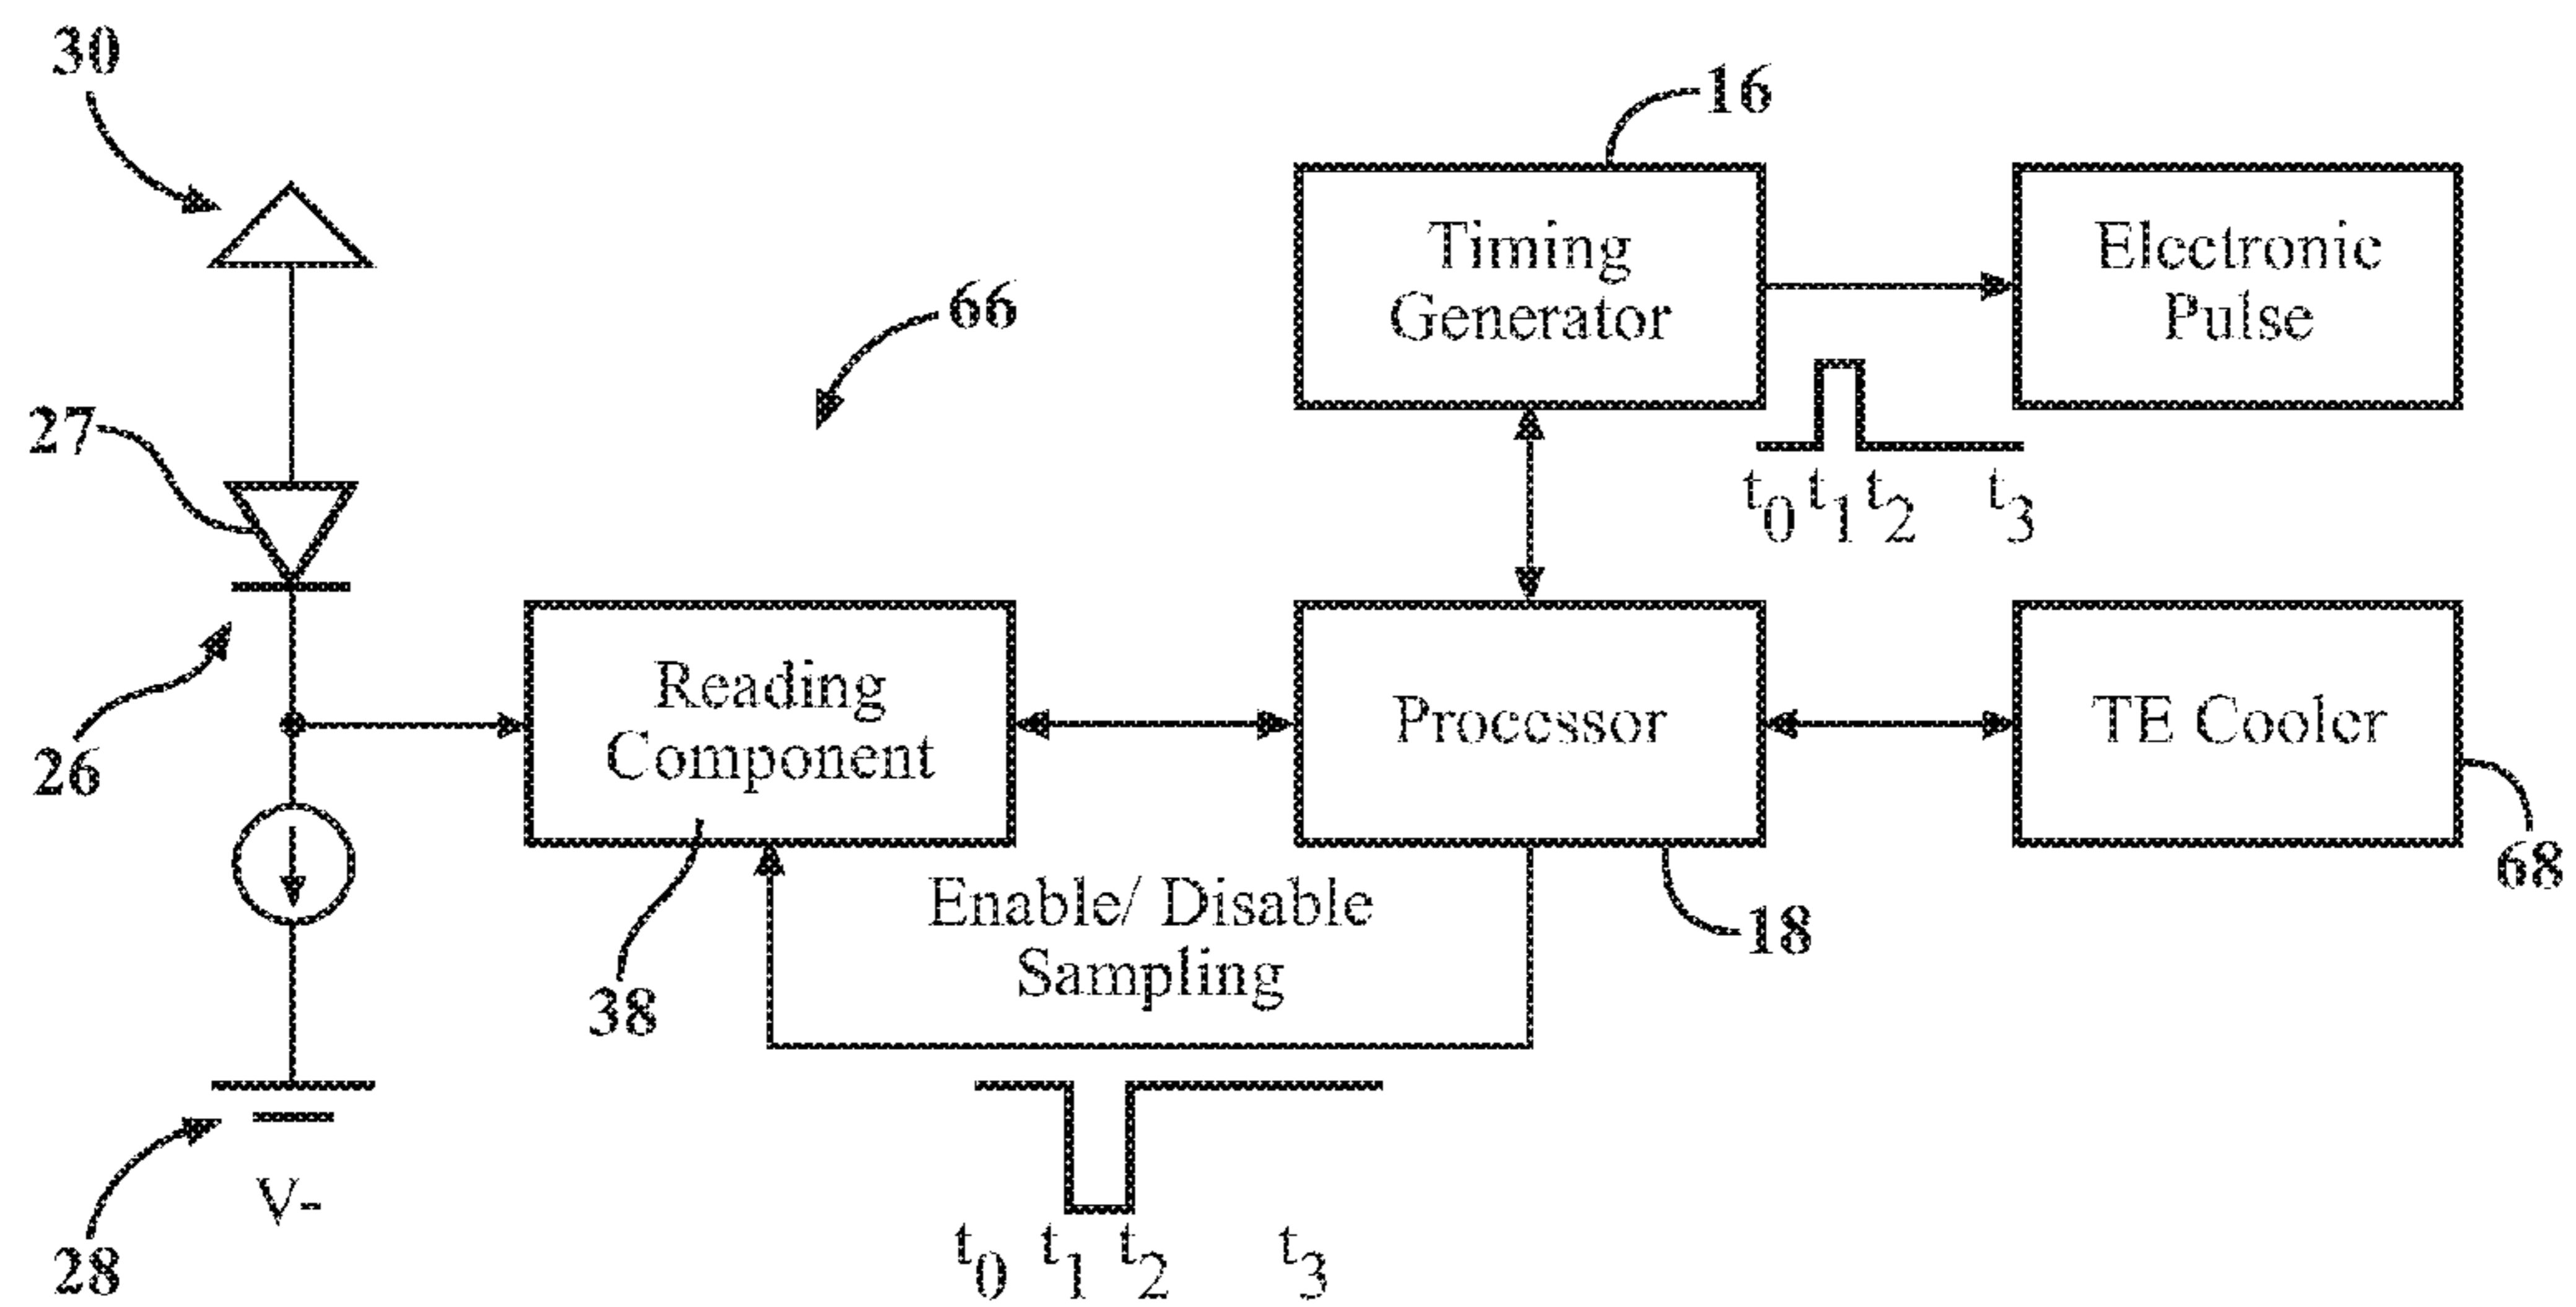 30
16
Timing
Generator
Electronic
Pulse
66
27
t0 t1 t2 t3
Reading
Component
Processor
TE Cooler
26
68
Enable/ Disable
Sampling
18
38
V-
28
t0 t1 t2 t3